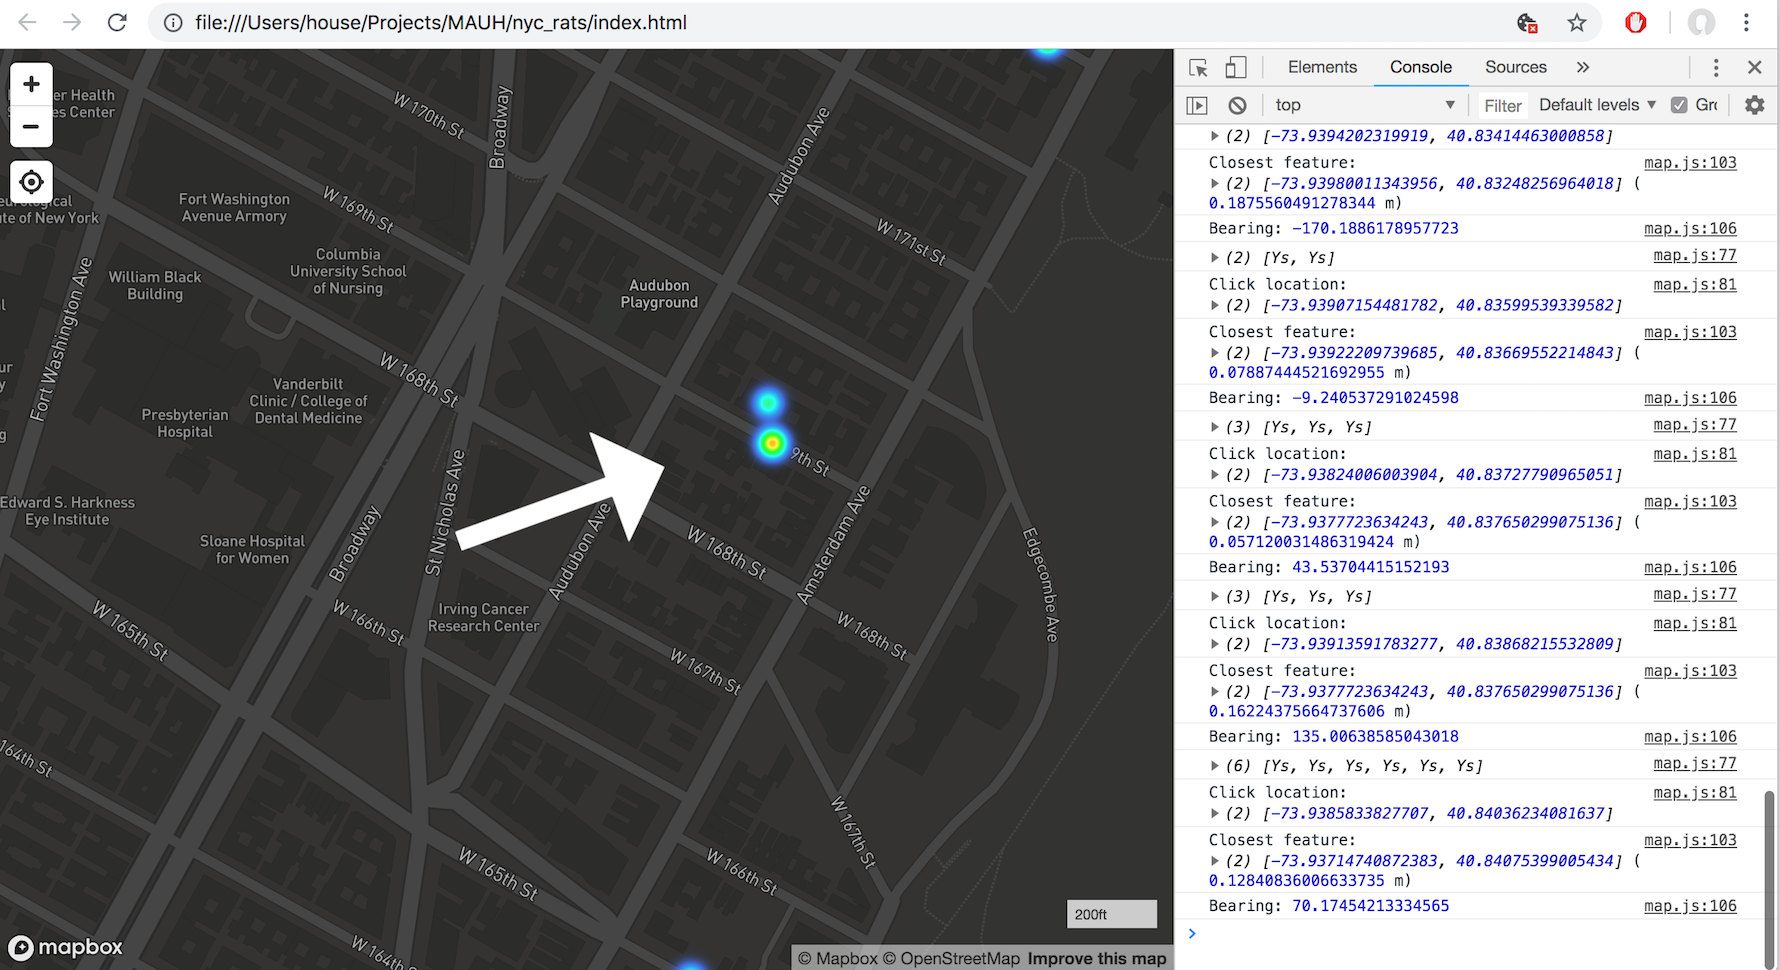 file:///Users/house/Projects/MAUH/nyc_rats/index.html
+
er Health
es Center
−
eurological
ute of New York
W 170th St
Broadway
Audubon Ave
W 169th St
Fort Washington
Avenue Armory
W 171st St
Columbia
University School
of Nursing
William Black
Building
Audubon
Playground
Fort Washington Ave
W 168th St
Vanderbilt
Clinic / College of
Dental Medicine
Presbyterian
Hospital
9th St
St Nicholas Ave
Edward S. Harkness
Eye Institute
Sloane Hospital
for Women
Broadway
Audubon Ave
W 168th St
Amsterdam Ave
Edgecombe Ave
Irving Cancer
Research Center
W 165th St
W 166th St
W 168th St
W 167th St
164th St
W 167th St
W 165th St
W 166th St
W 164th St
200ft
mapbox
© Mapbox © OpenStreetMap Improve this map
Elements Console Sources »
top Filter Default levels Gr
(2) [-73.9394202319919, 40.83414463000858]
Closest feature: map.js:103
(2) [-73.93980011343956, 40.83248256964018] (
0.1875560491278344 m)
Bearing: -170.1886178957723 map.js:106
(2) [Ys, Ys] map.js:77
Click location: map.js:81
(2) [-73.93907154481782, 40.83599539339582]
Closest feature: map.js:103
(2) [-73.93922209739685, 40.83669552214843] (
0.07887444521692955 m)
Bearing: -9.240537291024598 map.js:106
(3) [Ys, Ys, Ys] map.js:77
Click location: map.js:81
(2) [-73.93824006003904, 40.83727790965051]
Closest feature: map.js:103
(2) [-73.9377723634243, 40.837650299075136] (
0.057120031486319424 m)
Bearing: 43.53704415152193 map.js:106
(3) [Ys, Ys, Ys] map.js:77
Click location: map.js:81
(2) [-73.93913591783277, 40.83868215532809]
Closest feature: map.js:103
(2) [-73.9377723634243, 40.837650299075136] (
0.16224375664737606 m)
Bearing: 135.00638585043018 map.js:106
(6) [Ys, Ys, Ys, Ys, Ys, Ys] map.js:77
Click location: map.js:81
(2) [-73.9385833827707, 40.84036234081637]
Closest feature: map.js:103
(2) [-73.93714740872383, 40.84075399005434] (
0.12840836006633735 m)
Bearing: 70.17454213334565 map.js:106